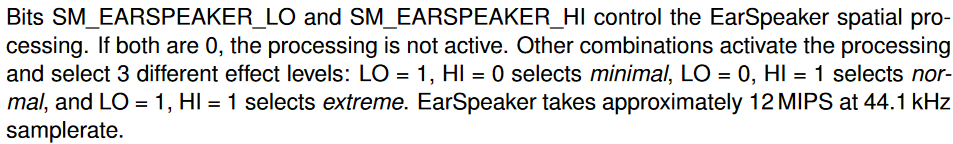 Bits SM_EARSPEAKER_LO and SM_EARSPEAKER_HI control the EarSpeaker spatial pro-
cessing. If both are 0, the processing is not active. Other combinations activate the processing
and select 3 different effect levels: LO = 1, HI = 0 selects minimal, LO = 0, HI = 1 selects nor-
mal, and LO = 1, HI = 1 selects extreme. EarSpeaker takes approximately 12 MIPS at 44.1 kHz
samplerate.